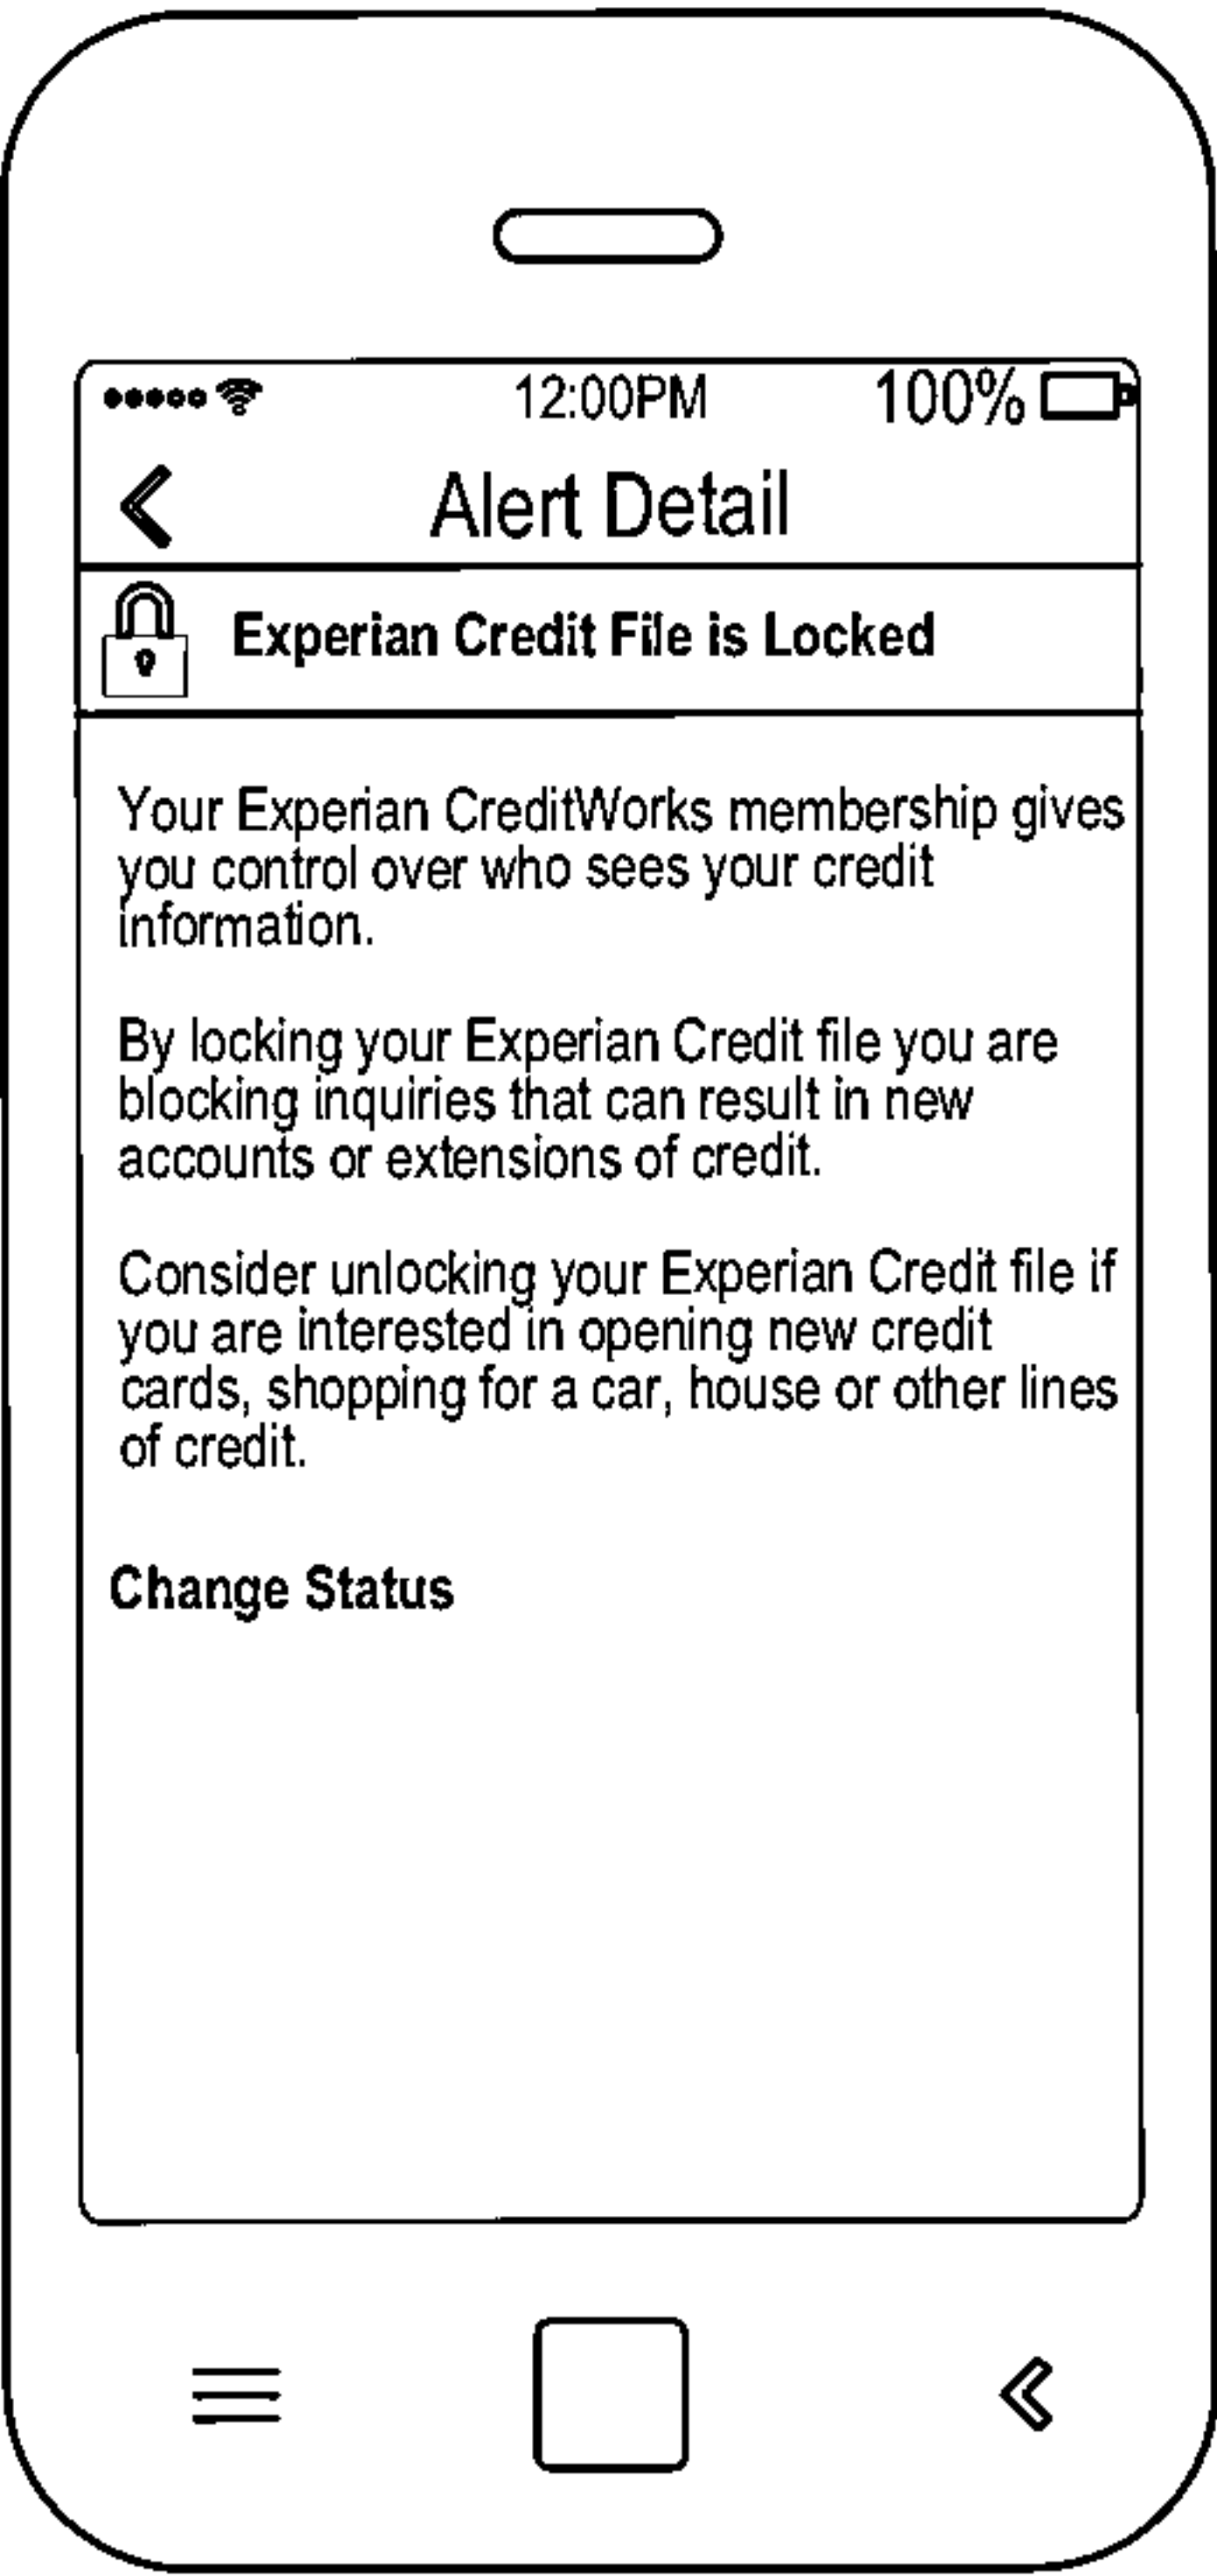 12:00PM 100%
Alert Detail
Experian Credit File is Locked
Your Experian CreditWorks membership gives
you control over who sees your credit
information.
By locking your Experian Credit file you are
blocking inquiries that can result in new
accounts or extensions of credit.
Consider unlocking your Experian Credit file if
you are interested in opening new credit
cards, shopping for a car, house or other lines
of credit.
Change Status